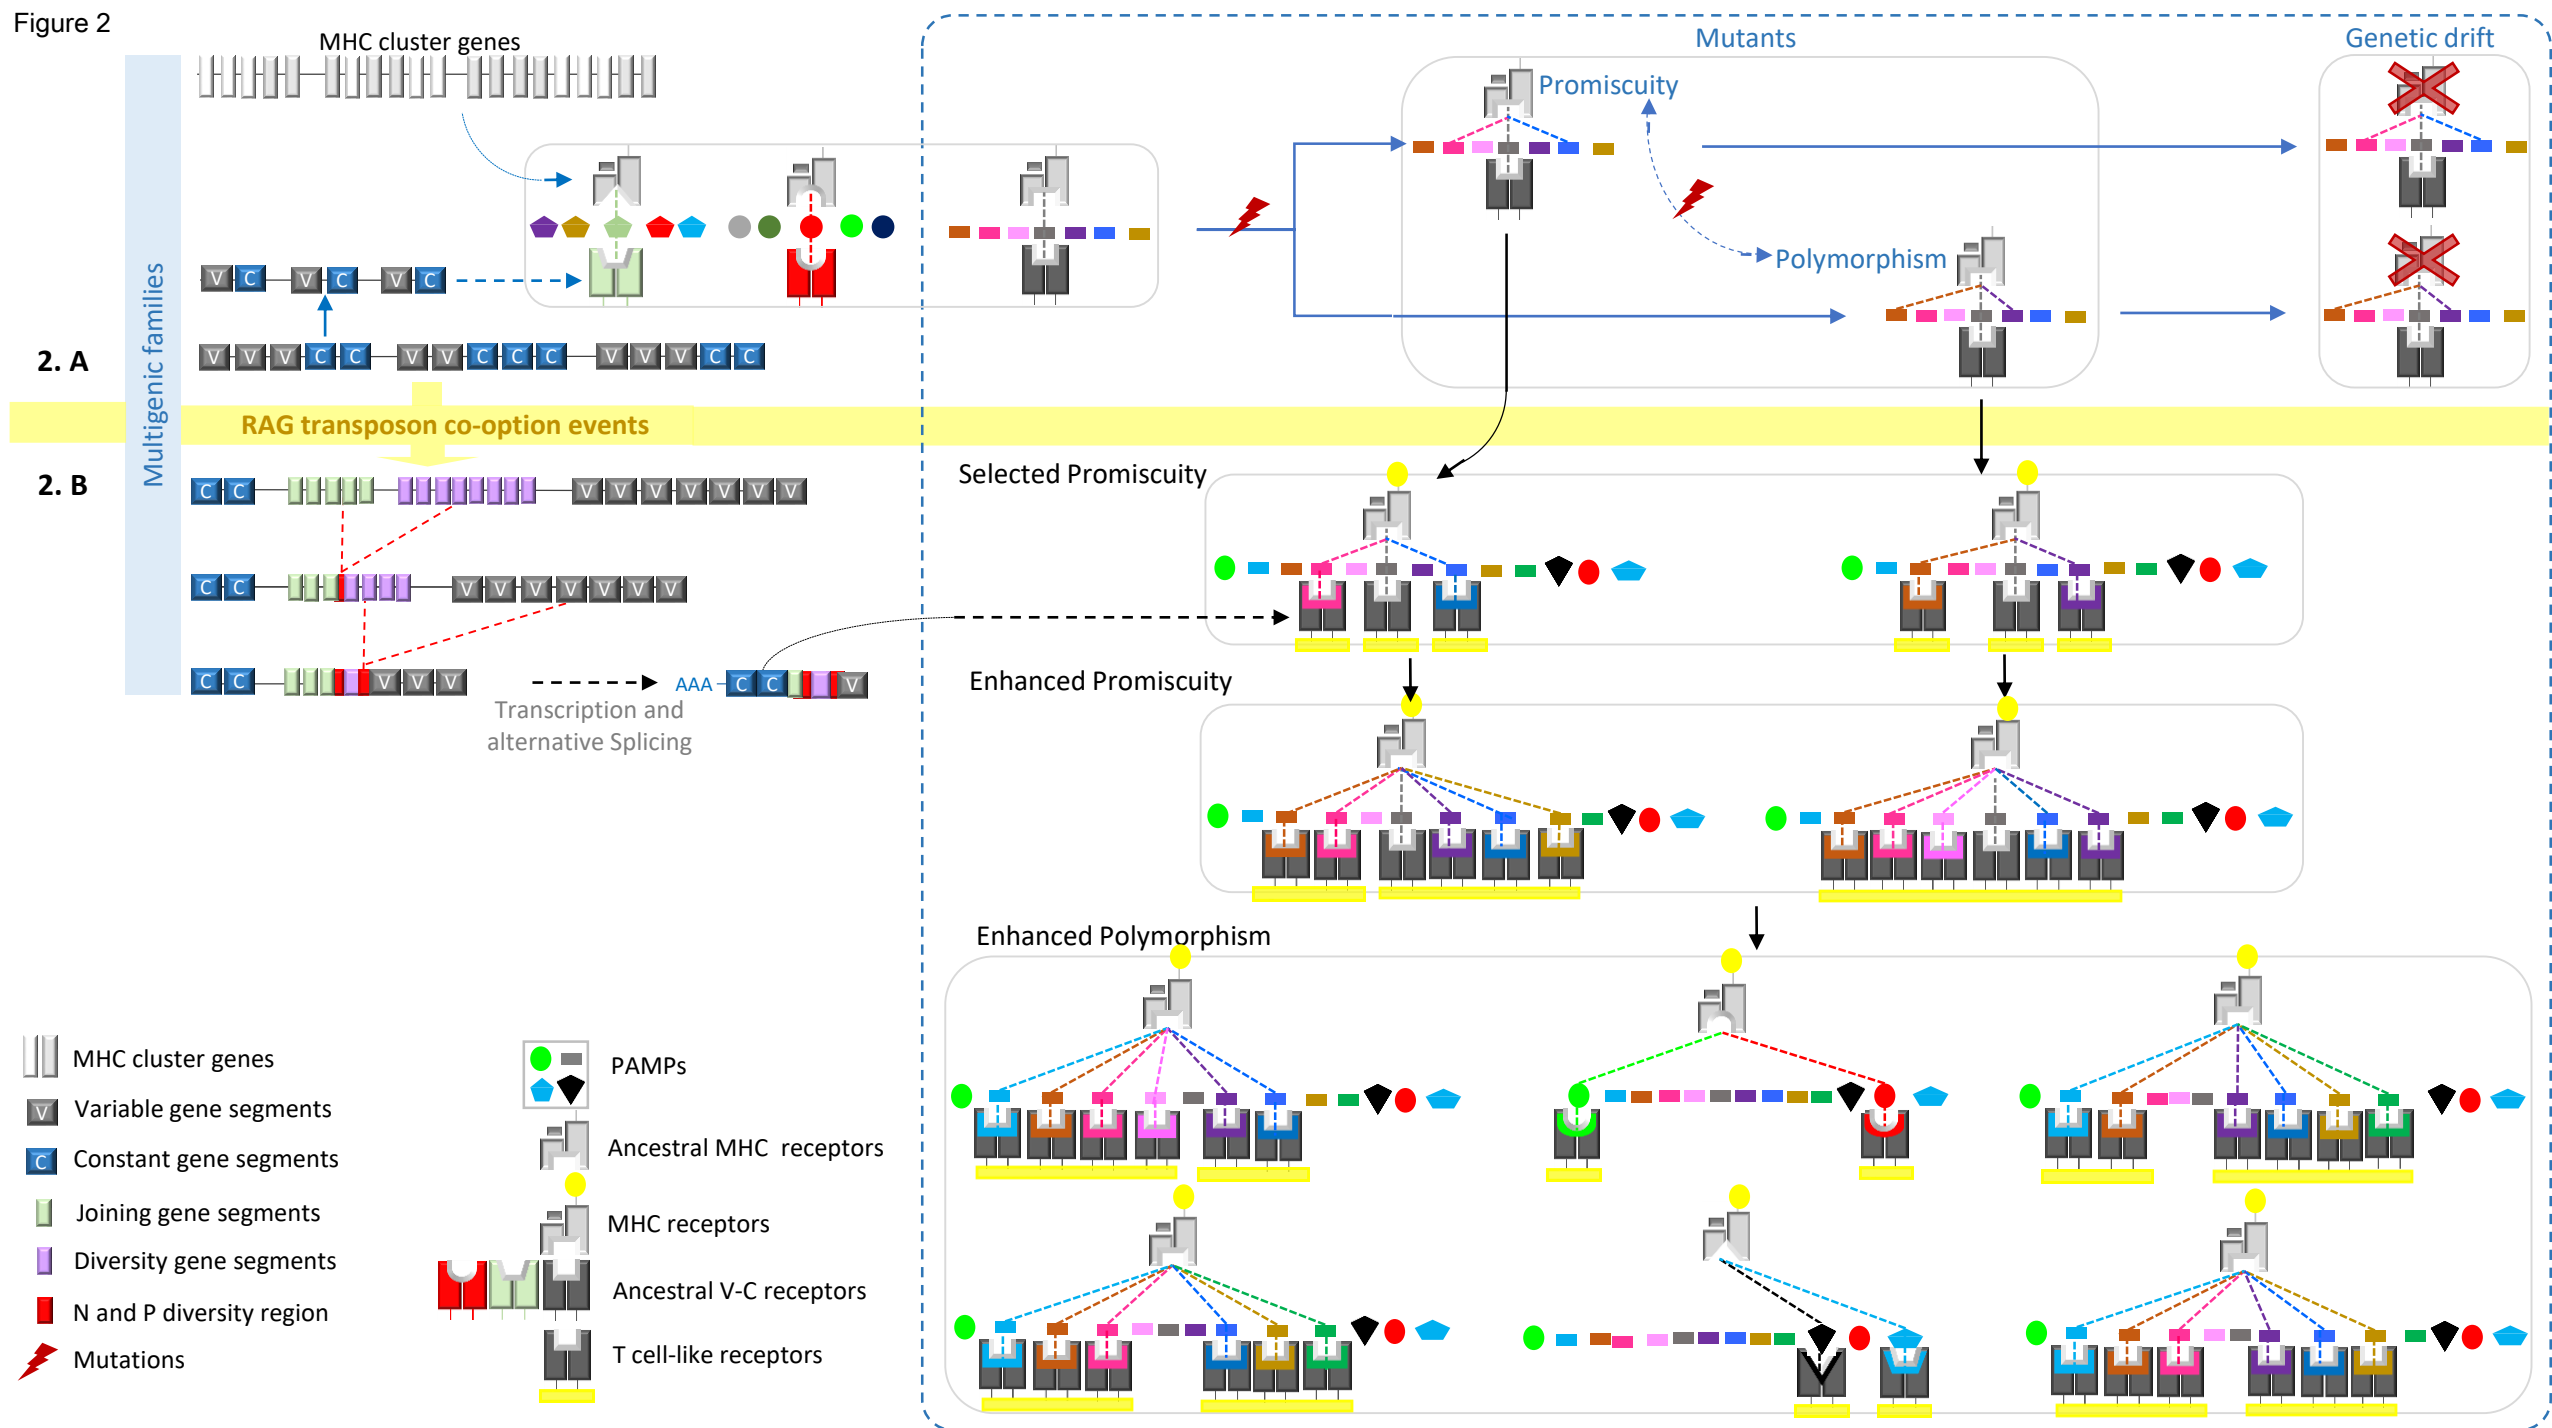 Figure 2
MHC cluster genes
Mutants
Genetic drift
Promiscuity
Polymorphism
Multigenic families
V C V C V C
2. A
V V V C C V V C C C V V V C C
RAG transposon co-option events
2. B
C C V V V V V V V
Selected Promiscuity
C C V V V V V V V
C C V V V
AAA C C V
Transcription and
alternative Splicing
Enhanced Promiscuity
Enhanced Polymorphism
MHC cluster genes
V Variable gene segments
C Constant gene segments
Joining gene segments
Diversity gene segments
N and P diversity region
Mutations
PAMPs
Ancestral MHC receptors
MHC receptors
Ancestral V-C receptors
T cell-like receptors